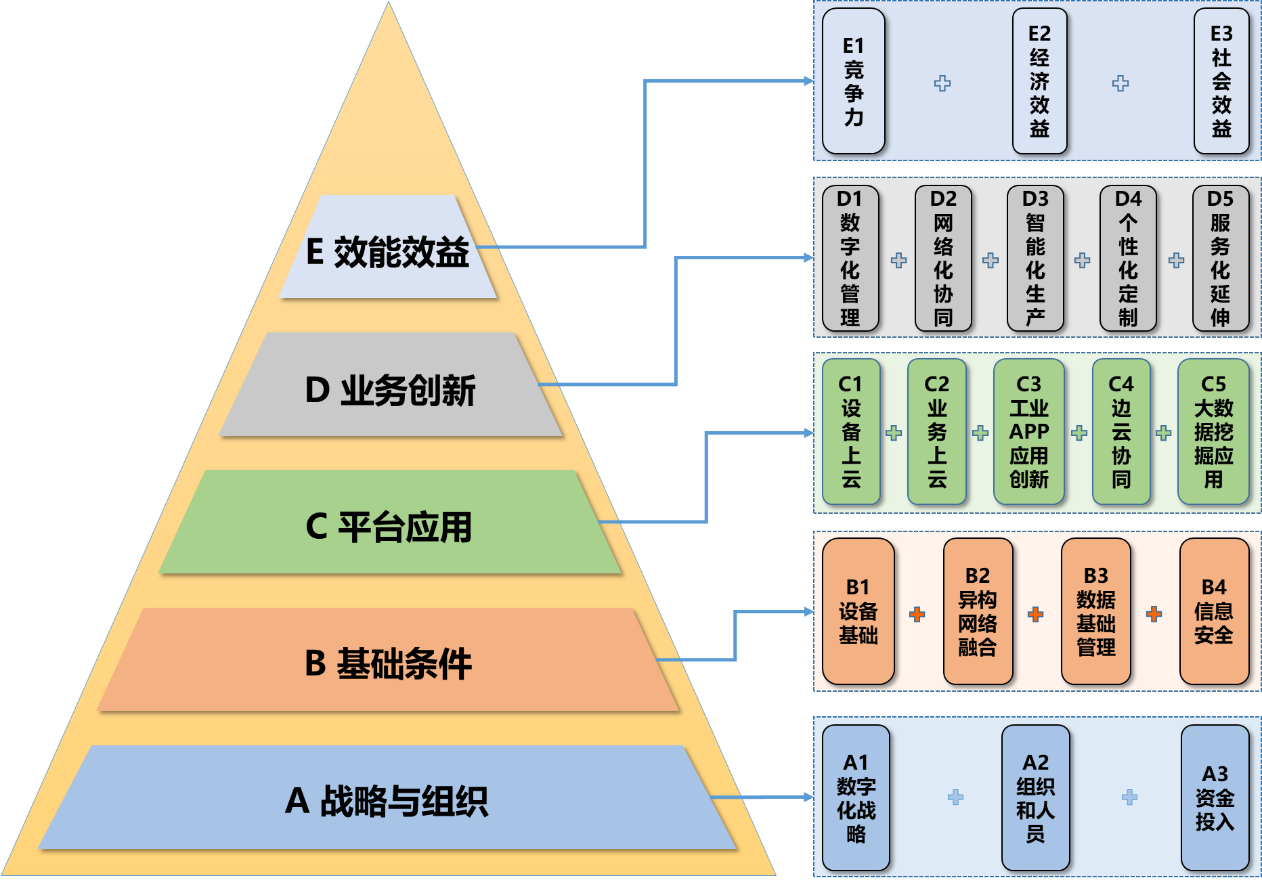 E 效能效益
E1
竞
争
力
E2
经
济
效
益
E3
社
会
效
益
D 业务创新
D1
数
字
化
管
理
D2
网
络
化
协
同
D3
智
能
化
生
产
D4
个
性
化
定
制
D5
服
务
化
延
伸
C 平台应用
C1
设
备
上
云
C2
业
务
上
云
C3
工业
APP
应用
创新
C4
边
云
协
同
C5
大数
据挖
掘应
用
B 基础条件
B1
设备
基础
B2
异构
网络
融合
B3
数据
基础
管理
B4
信息
安全
A 战略与组织
A1
数字
化战
略
A2
组织
和人
员
A3
资金
投入